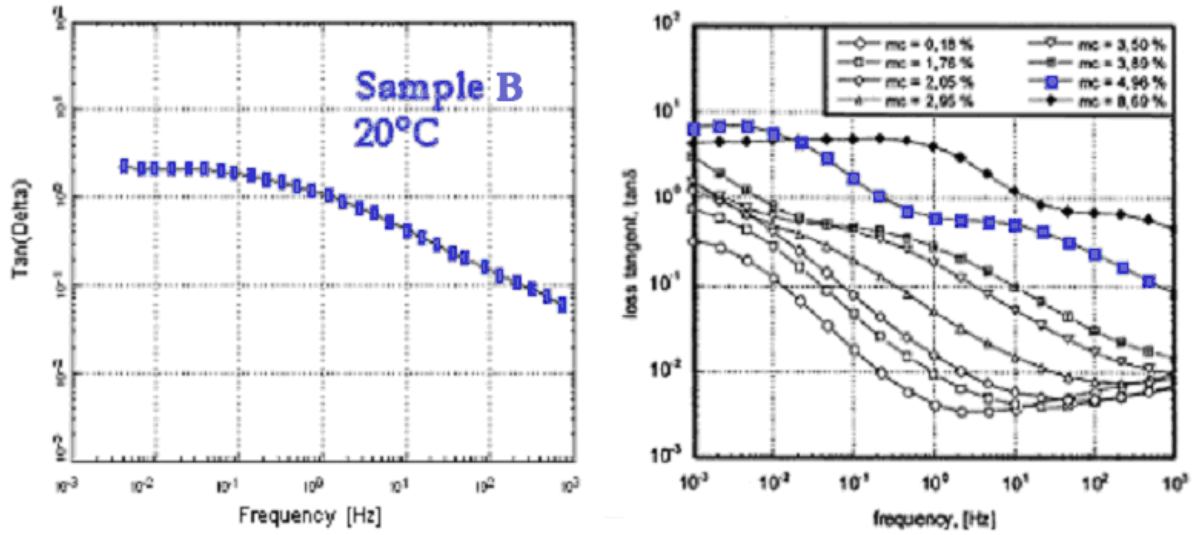 Sample B
20°C
Tan(Delta)
10⁰
10⁻¹
10⁻²
10⁻³ 10⁻² 10⁻¹ 10⁰ 10¹ 10² 10³
Frequency [Hz]
mc = 0,18 % mc = 3,50 %
mc = 1,76 % mc = 3,89 %
mc = 2,05 % mc = 4,96 %
mc = 2,95 % mc = 8,69 %
loss tangent, tanδ
10²
10¹
10⁰
10⁻¹
10⁻²
10⁻³
10⁻³ 10⁻² 10⁻¹ 10⁰ 10¹ 10² 10³
frequency, [Hz]